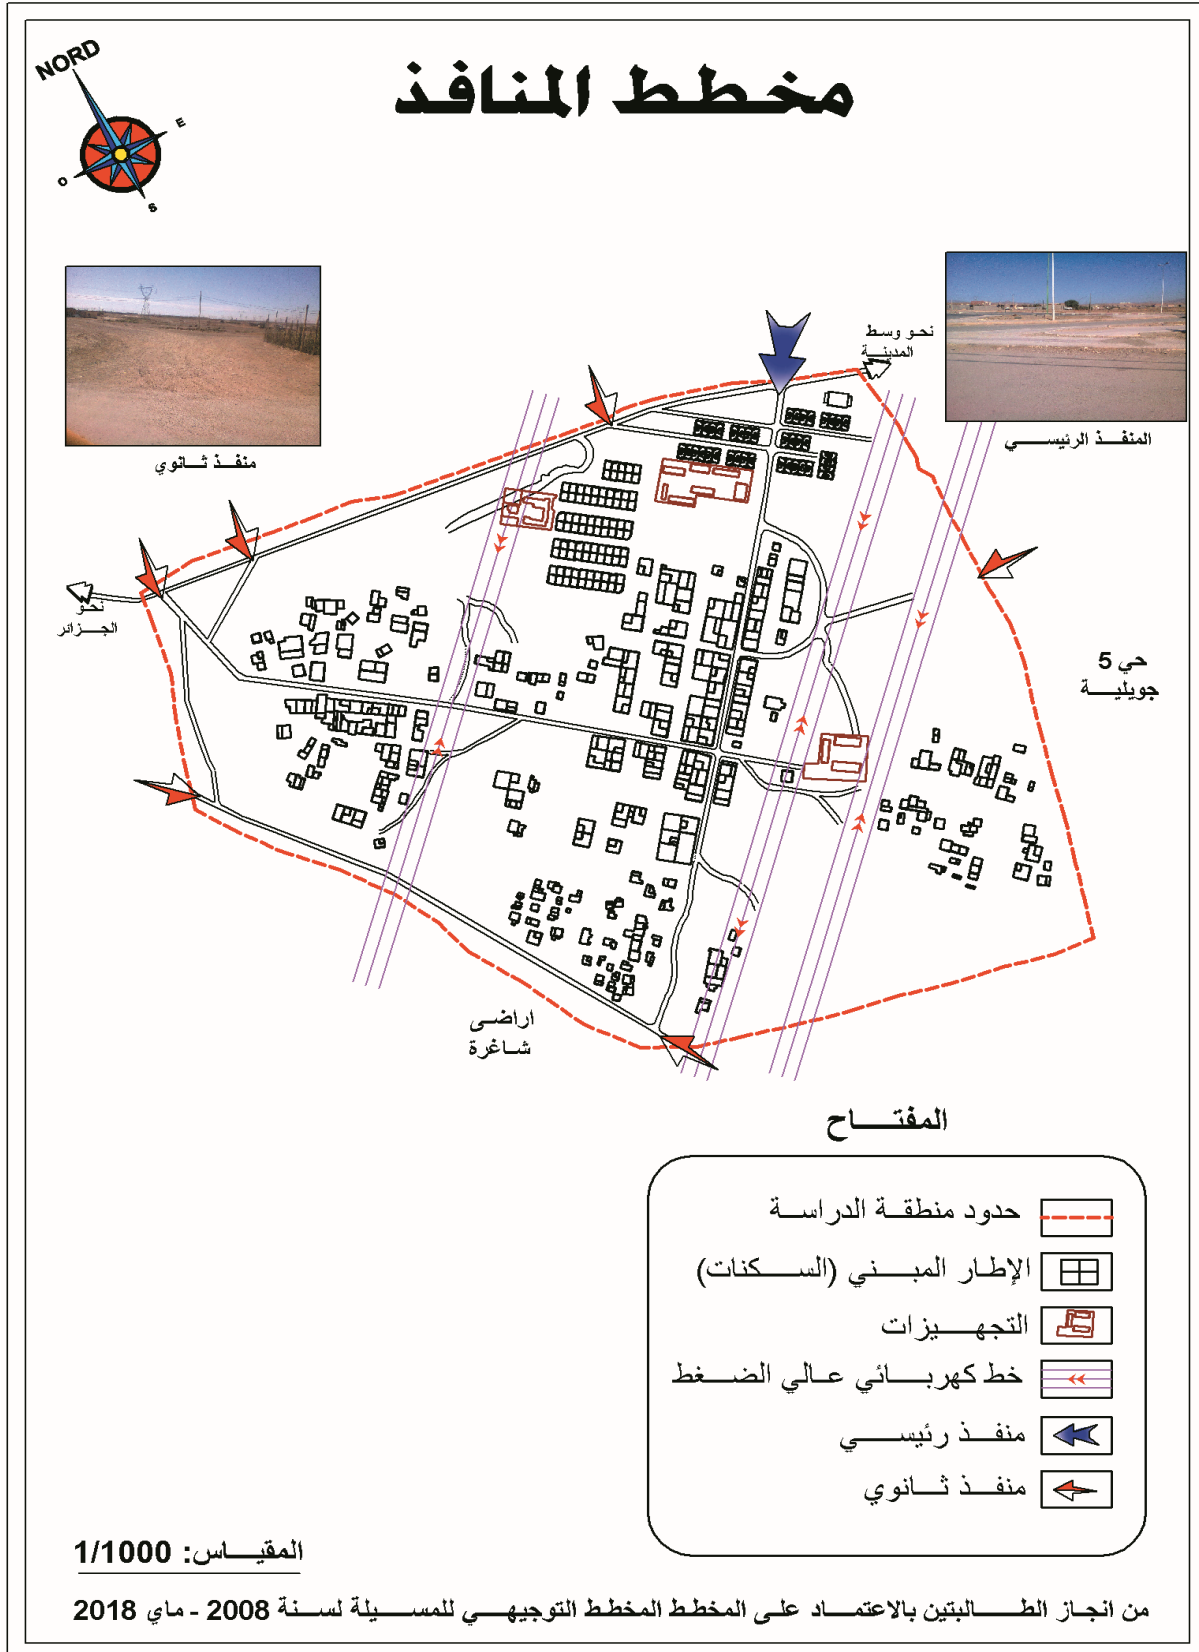 NORD
E
O
S
مخطط المنافذ
نحو وسط
المدينة
المنفذ الرئيسي
منفذ ثانوي
نحو
الجزائر
حي 5
جويلية
اراضى
شاغرة
المفتاح
حدود منطقة الدراسة
الإطار المبني (السكنات)
التجهيزات
خط كهربائي عالي الضغط
منفذ رئيسي
منفذ ثانوي
المقياس: 1/1000
من انجاز الطالبتين بالاعتماد على المخطط المخطط التوجيهي للمسيلة لسنة 2008 - ماي 2018